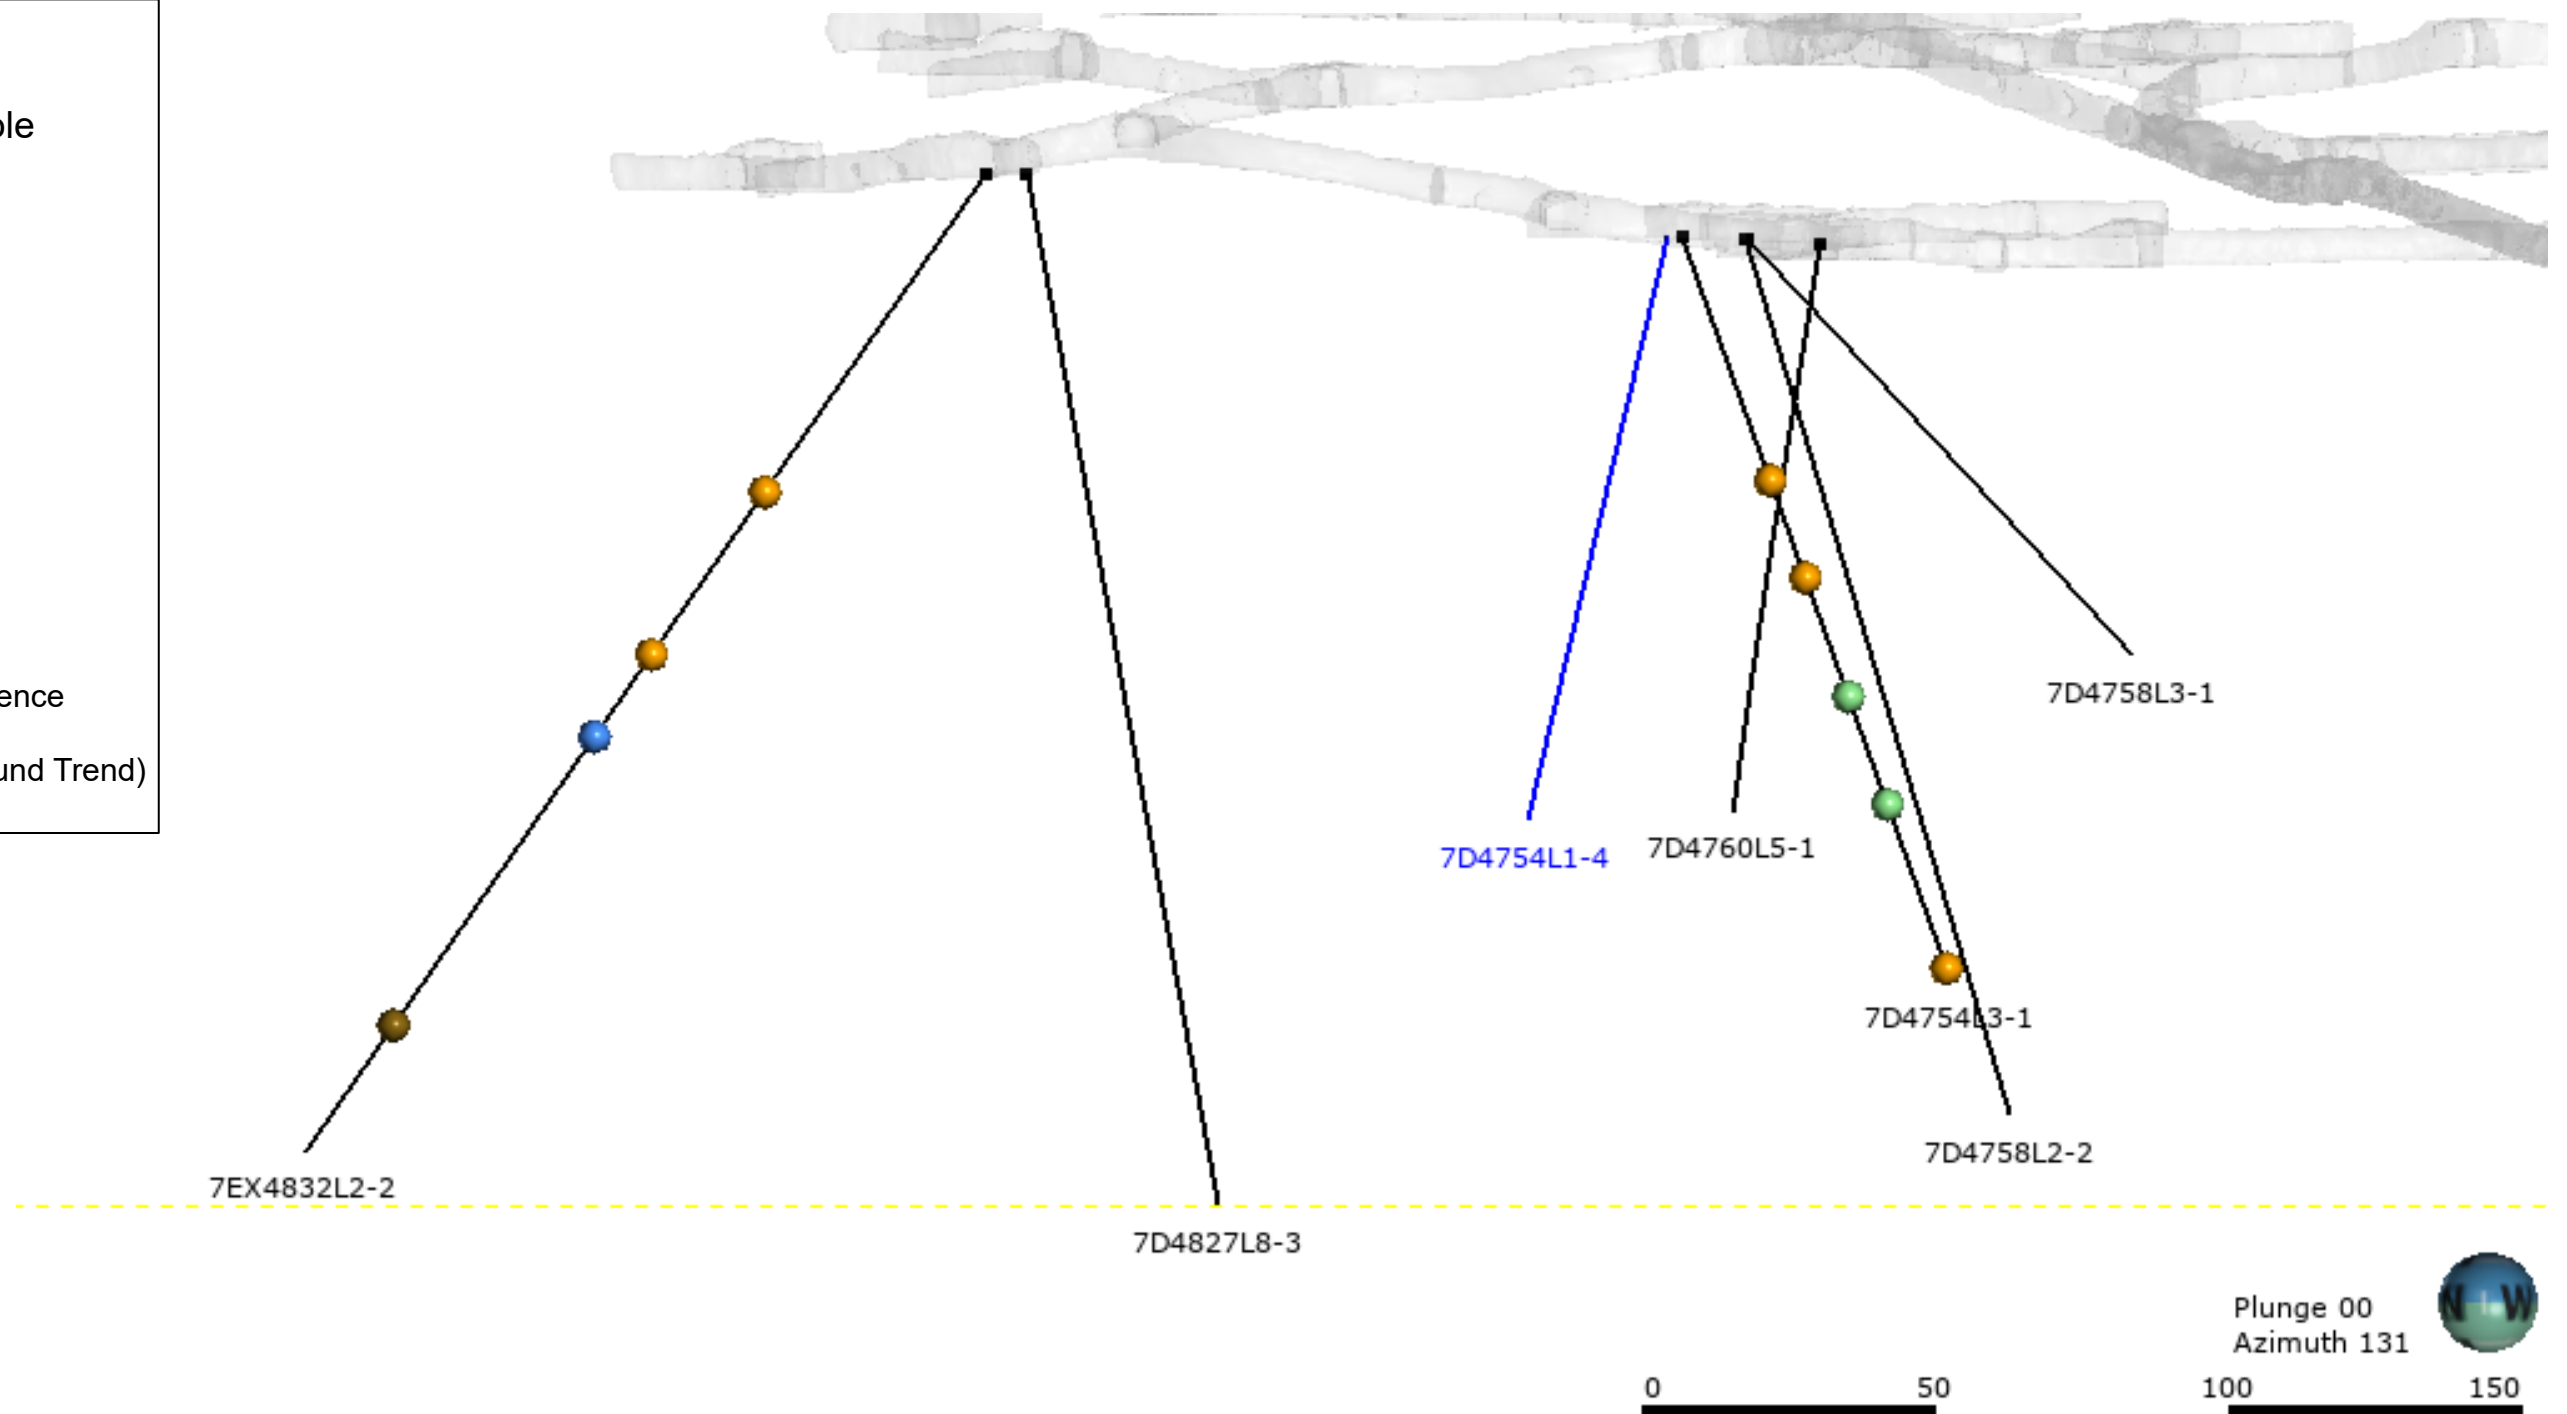 ole
ence
und Trend)
7D4758L3-1
7D4754L1-4
7D4760L5-1
7D4754L3-1
7D4758L2-2
7EX4832L2-2
7D4827L8-3
Plunge 00
Azimuth 131
N W
0 50 100 150